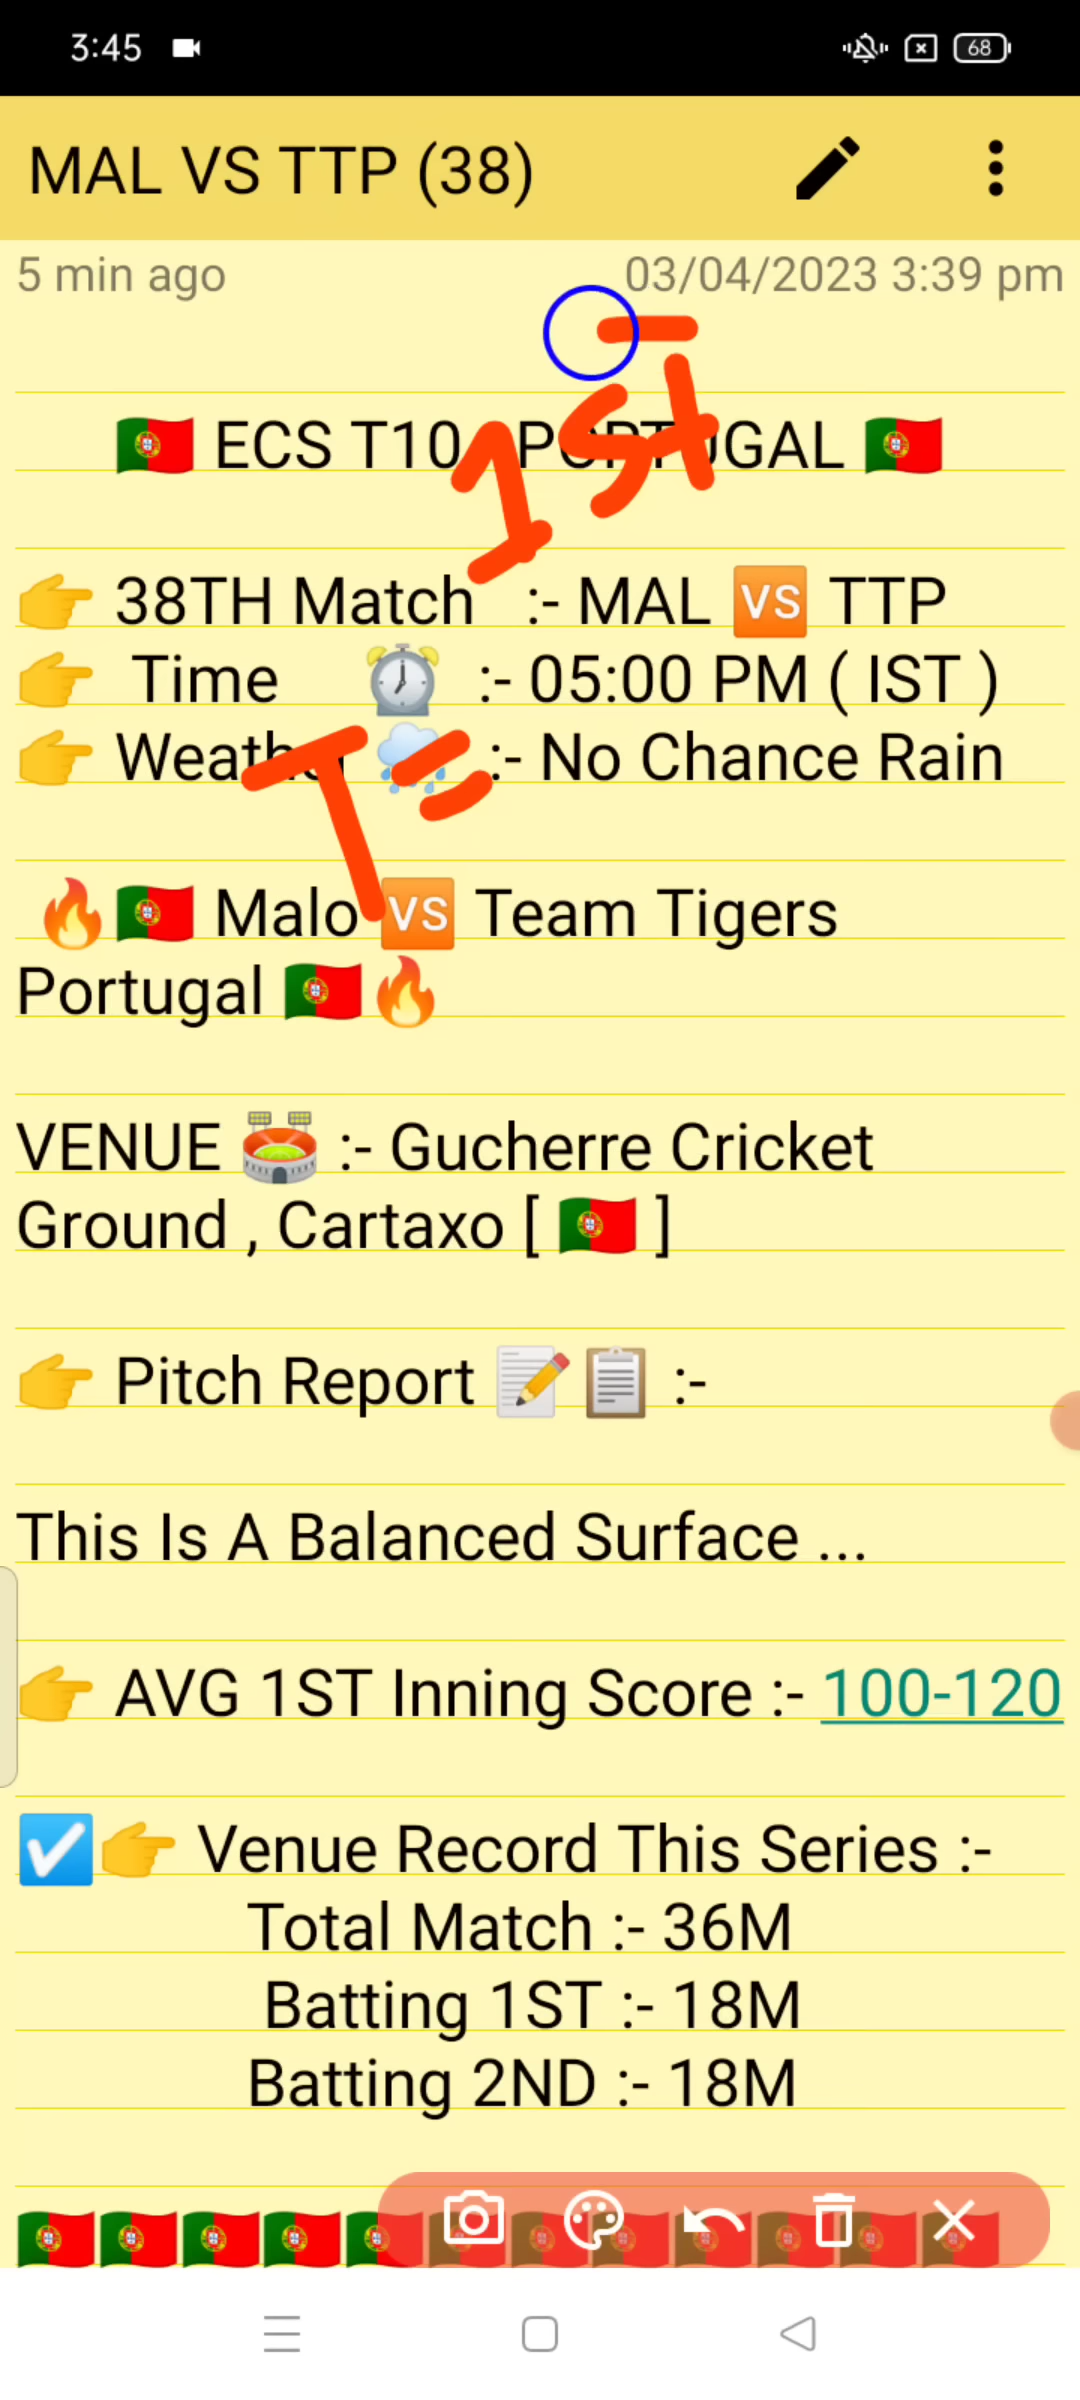 3:45
68
MAL VS TTP (38)
5 min ago 03/04/2023 3:39 pm
1st
🇵🇹 ECS T10 PORTUGAL 🇵🇹
👉 38TH Match :- MAL 🆚 TTP
👉 Time ⏰ :- 05:00 PM ( IST )
👉 Weather 🌧 :- No Chance Rain
T =
🔥🇵🇹 Malo 🆚 Team Tigers
Portugal 🇵🇹🔥
VENUE 🏟 :- Gucherre Cricket
Ground , Cartaxo [ 🇵🇹 ]
👉 Pitch Report 📝📋 :-
This Is A Balanced Surface ...
👉 AVG 1ST Inning Score :- 100-120
☑👉 Venue Record This Series :-
Total Match :- 36M
Batting 1ST :- 18M
Batting 2ND :- 18M